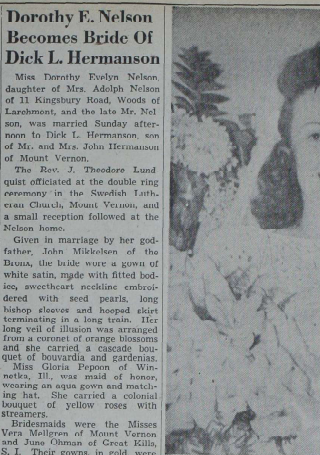 Dorothy E. Nelson
Becomes Bride Of
Dick L. Hermanson
Miss Dorothy Evelyn Nelson,
daughter of Mrs. Adolph Nelson
of 11 Kingsbury Road, Woods of
Larchmont, and the late Mr. Nel
son, was married Sunday after-
noon to Dick L. Hermanson, son
of Mr. and Mrs. John Hermanson
of Mount Vernon.
The Rev. J. Theodore Lund
quist officiated at the double ring
ceremony in the Swedish Luth-
eran Church, Mount Vernon, and
a small reception followed at the
Nelson home.
Given in marriage by her god-
father, John Mikkelsen of the
Bronx, the bride wore a gown of
white satin, made with fitted bod-
ice, sweetheart neckline embroi-
dered with seed pearls, long
bishop sleeves and hooped skirt
terminating in a long train. Her
long veil of illusion was arranged
from a coronet of orange blossoms
and she carried a cascade bou-
quet of bouvardia and gardenias.
Miss Gloria Pepoon of Win-
netka, Ill., was maid of honor,
wearing an aqua gown and match-
ing hat. She carried a colonial
bouquet of yellow roses with
streamers.
Bridesmaids were the Misses
Vera Mellgren of Mount Vernon
and June Ohman of Great Kills,
S. I. Their gowns, in gold, were